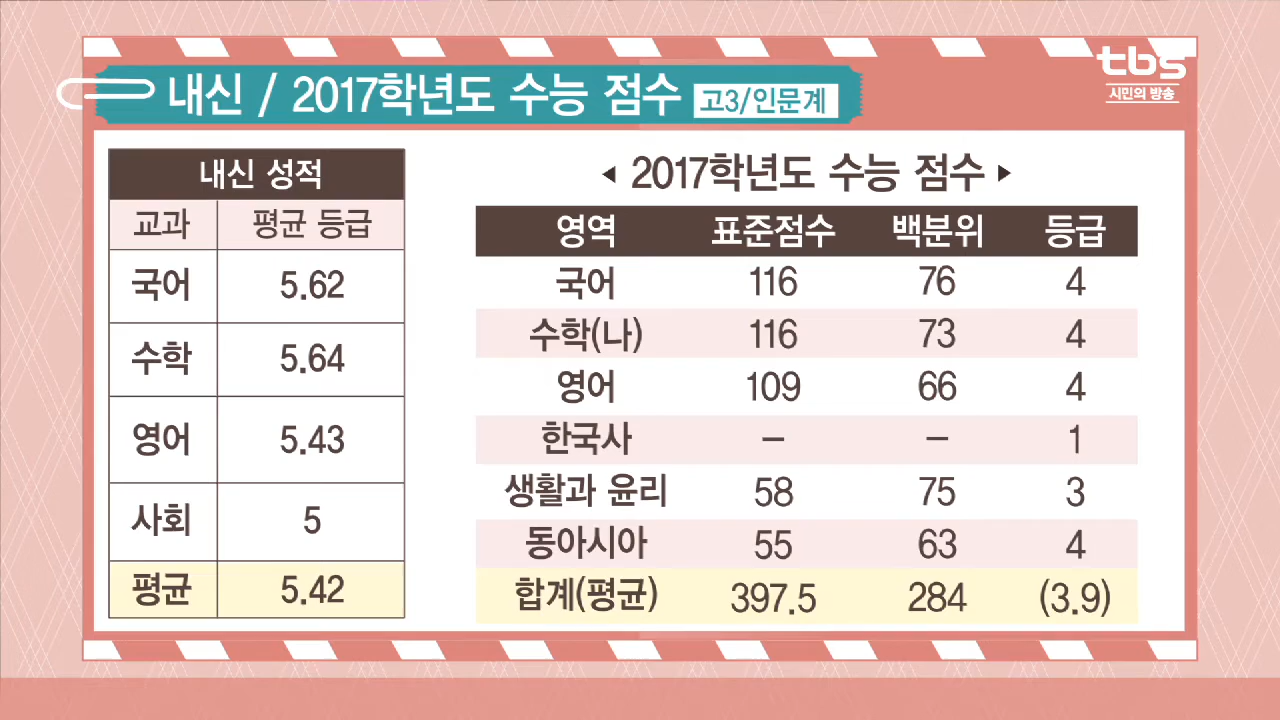 내신 / 2017학년도 수능 점수 고3/인문계
tbs
시민의 방송
내신 성적
교과 평균 등급
국어 5.62
수학 5.64
영어 5.43
사회 5
평균 5.42
◂ 2017학년도 수능 점수 ▸
영역 표준점수 백분위 등급
국어 116 76 4
수학(나) 116 73 4
영어 109 66 4
한국사 – – 1
생활과 윤리 58 75 3
동아시아 55 63 4
합계(평균) 397.5 284 (3.9)